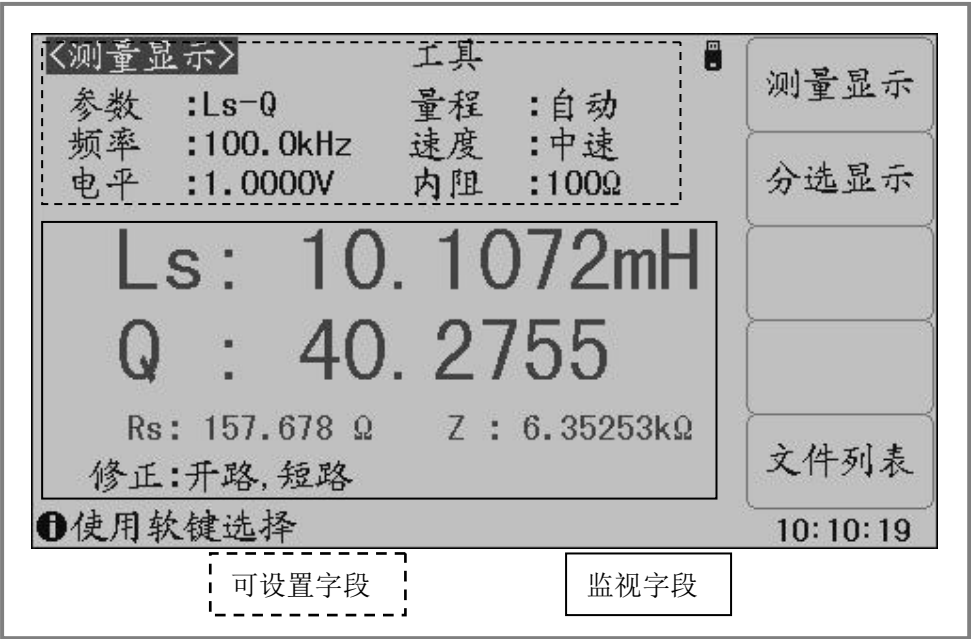 <测量显示> 工具
参数 :Ls-Q 量程 :自动
频率 :100.0kHz 速度 :中速
电平 :1.0000V 内阻 :100Ω
Ls: 10.1072mH
Q : 40.2755
Rs: 157.678 Ω Z : 6.35253kΩ
修正:开路,短路
使用软键选择
测量显示
分选显示
文件列表
10:10:19
可设置字段 监视字段